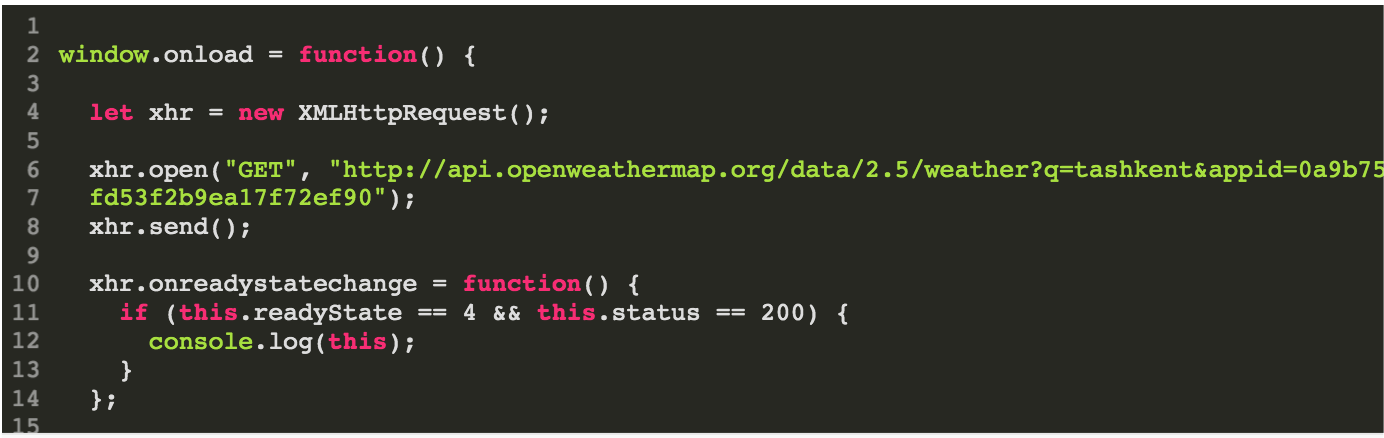 1
2 window.onload = function() {
3
4 let xhr = new XMLHttpRequest();
5
6 xhr.open("GET", "http://api.openweathermap.org/data/2.5/weather?q=tashkent&appid=0a9b75
7 fd53f2b9ea17f72ef90");
8 xhr.send();
9
10 xhr.onreadystatechange = function() {
11 if (this.readyState == 4 && this.status == 200) {
12 console.log(this);
13 }
14 };
15